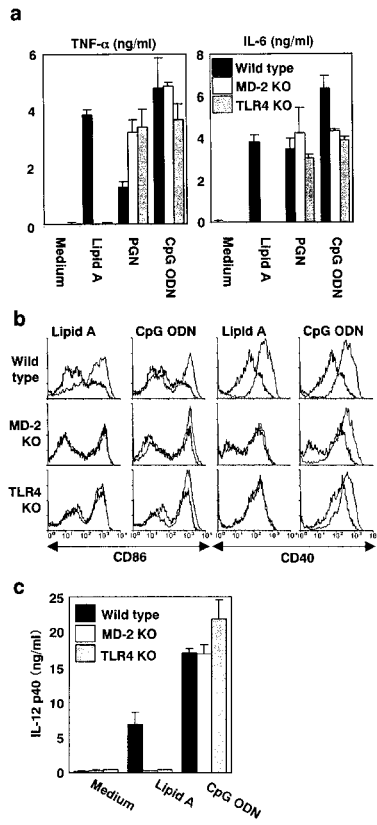 a
TNF-α (ng/ml)
IL-6 (ng/ml)
6
4
2
0
8
6
4
2
0
Wild type
MD-2 KO
TLR4 KO
Medium
Lipid A
PGN
CpG ODN
Medium
Lipid A
PGN
CpG ODN
b
Lipid A
CpG ODN
Lipid A
CpG ODN
Wild
type
MD-2
KO
TLR4
KO
CD86
CD40
c
25
20
15
10
5
0
IL-12 p40 (ng/ml)
Wild type
MD-2 KO
TLR4 KO
Medium
Lipid A
CpG ODN